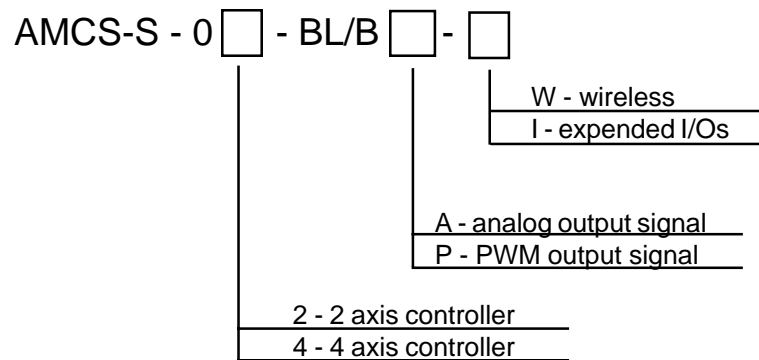 AMCS-S - 0 - BL/B -
W - wireless
I - expended I/Os
A - analog output signal
P - PWM output signal
2 - 2 axis controller
4 - 4 axis controller